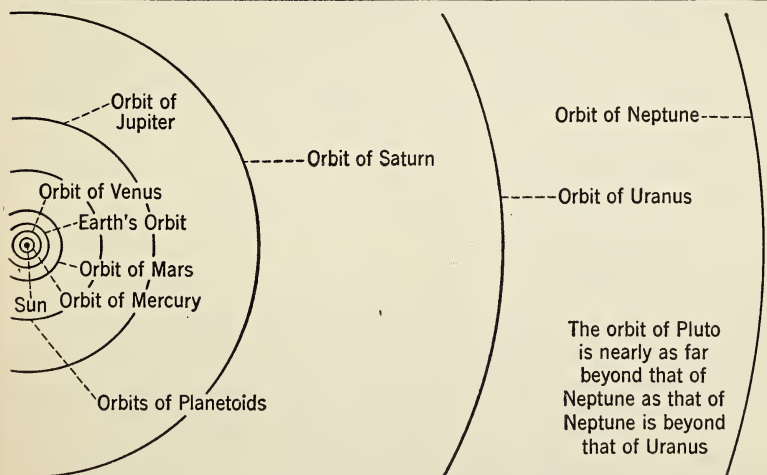 Orbit of
Jupiter
Orbit of Neptune
Orbit of Saturn
Orbit of Venus
Orbit of Uranus
Earth's Orbit
Orbit of Mars
Sun
Orbit of Mercury
Orbits of Planetoids
The orbit of Pluto
is nearly as far
beyond that of
Neptune as that of
Neptune is beyond
that of Uranus